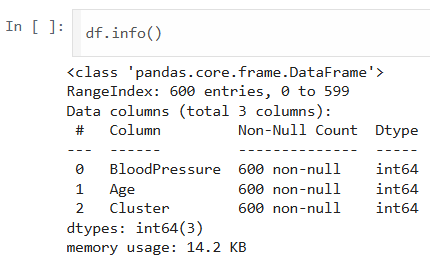 In [ ]: df.info()
<class 'pandas.core.frame.DataFrame'>
RangeIndex: 600 entries, 0 to 599
Data columns (total 3 columns):
 #   Column         Non-Null Count  Dtype
---  ------         --------------  -----
 0   BloodPressure  600 non-null    int64
 1   Age            600 non-null    int64
 2   Cluster        600 non-null    int64
dtypes: int64(3)
memory usage: 14.2 KB